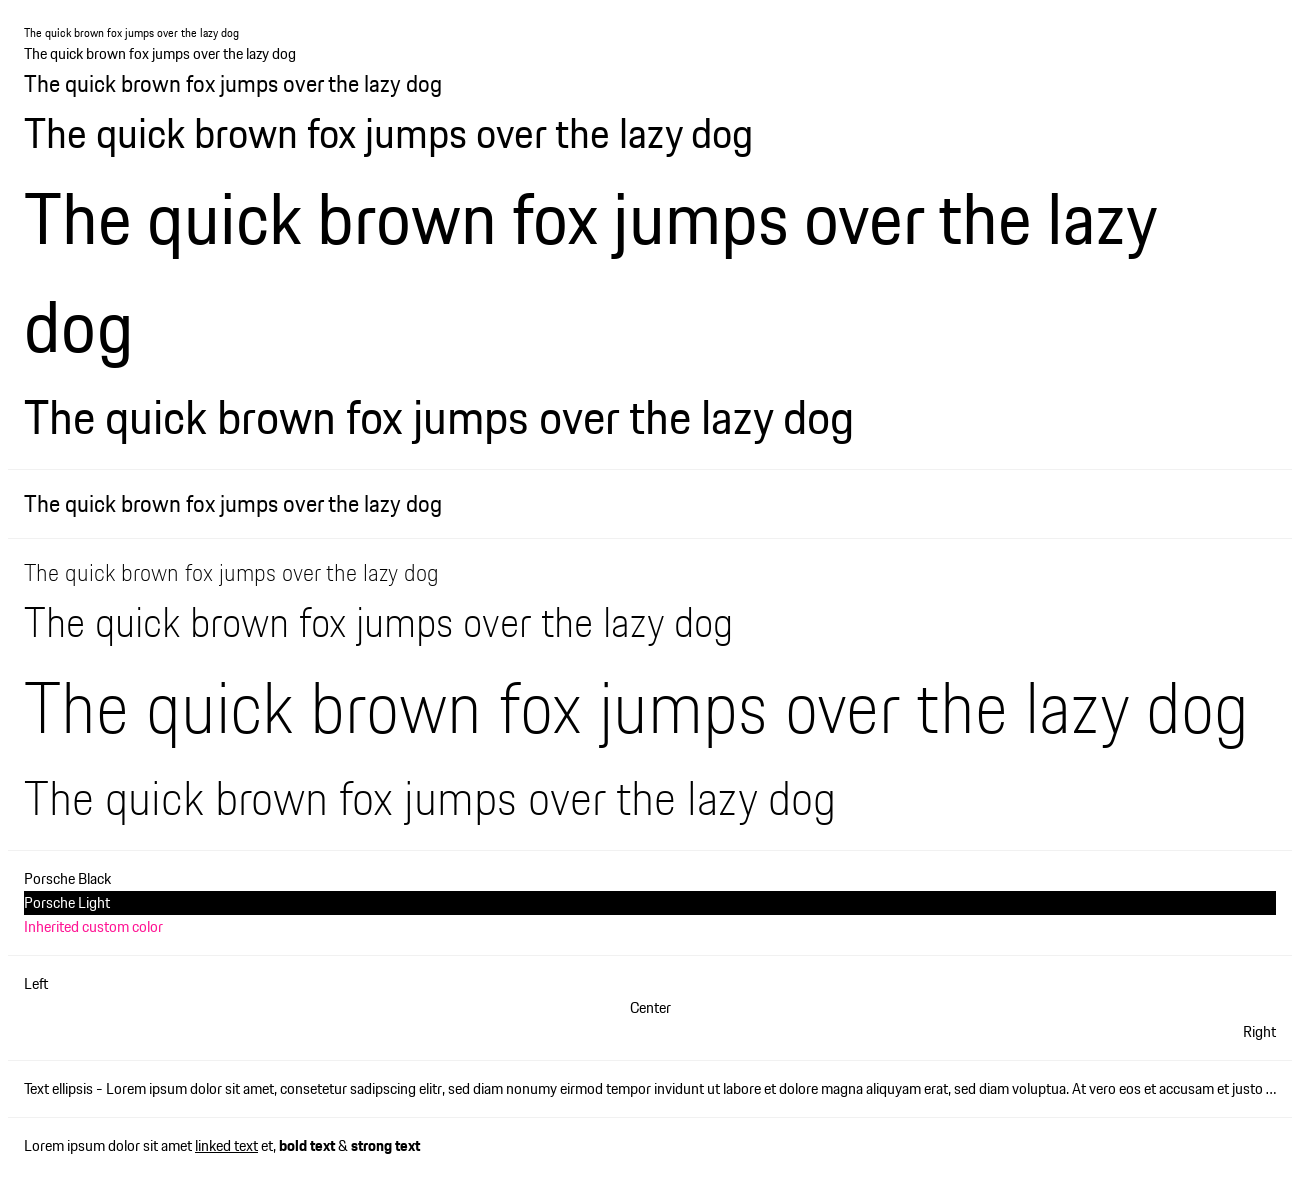 The quick brown fox jumps over the lazy dog
The quick brown fox jumps over the lazy dog
The quick brown fox jumps over the lazy dog
The quick brown fox jumps over the lazy dog
The quick brown fox jumps over the lazy
dog
The quick brown fox jumps over the lazy dog
The quick brown fox jumps over the lazy dog
The quick brown fox jumps over the lazy dog
The quick brown fox jumps over the lazy dog
The quick brown fox jumps over the lazy dog
The quick brown fox jumps over the lazy dog
Porsche Black
Porsche Light
Inherited custom color
Left
Center
Right
Text ellipsis - Lorem ipsum dolor sit amet, consetetur sadipscing elitr, sed diam nonumy eirmod tempor invidunt ut labore et dolore magna aliquyam erat, sed diam voluptua. At vero eos et accusam et justo …
Lorem ipsum dolor sit amet linked text et, bold text & strong text